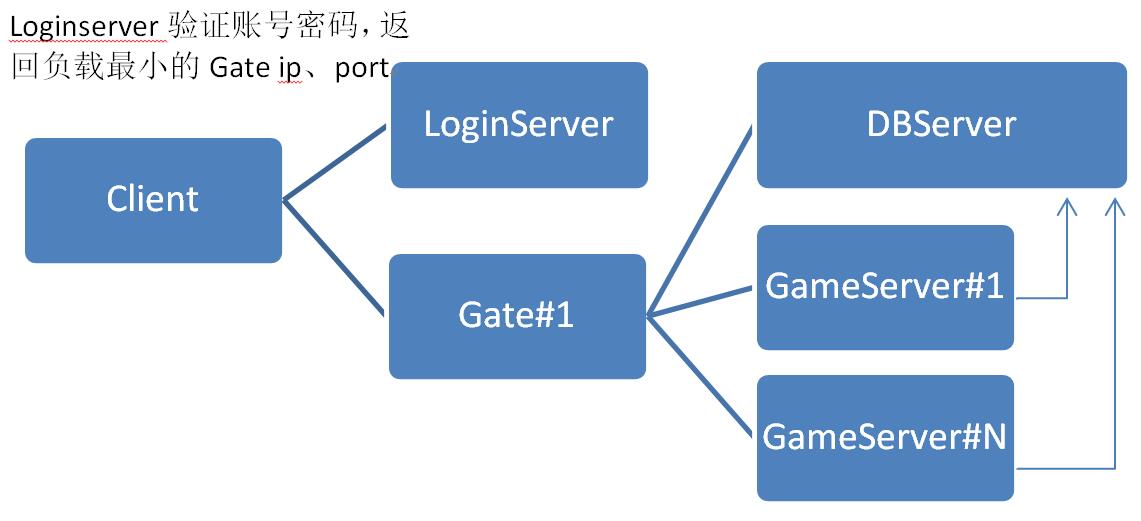 Loginserver 验证账号密码，返
回负载最小的 Gate ip、port
LoginServer
DBServer
Client
GameServer#1
Gate#1
GameServer#N